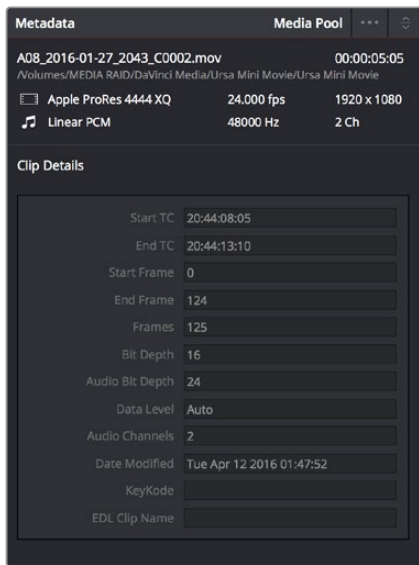 Metadata Media Pool •••
A08_2016-01-27_2043_C0002.mov 00:00:05:05
/Volumes/MEDIA RAID/DaVinci Media/Ursa Mini Movie/Ursa Mini Movie
Apple ProRes 4444 XQ 24.000 fps 1920 x 1080
Linear PCM 48000 Hz 2 Ch
Clip Details
Start TC 20:44:08:05
End TC 20:44:13:10
Start Frame 0
End Frame 124
Frames 125
Bit Depth 16
Audio Bit Depth 24
Data Level Auto
Audio Channels 2
Date Modified Tue Apr 12 2016 01:47:52
KeyKode
EDL Clip Name